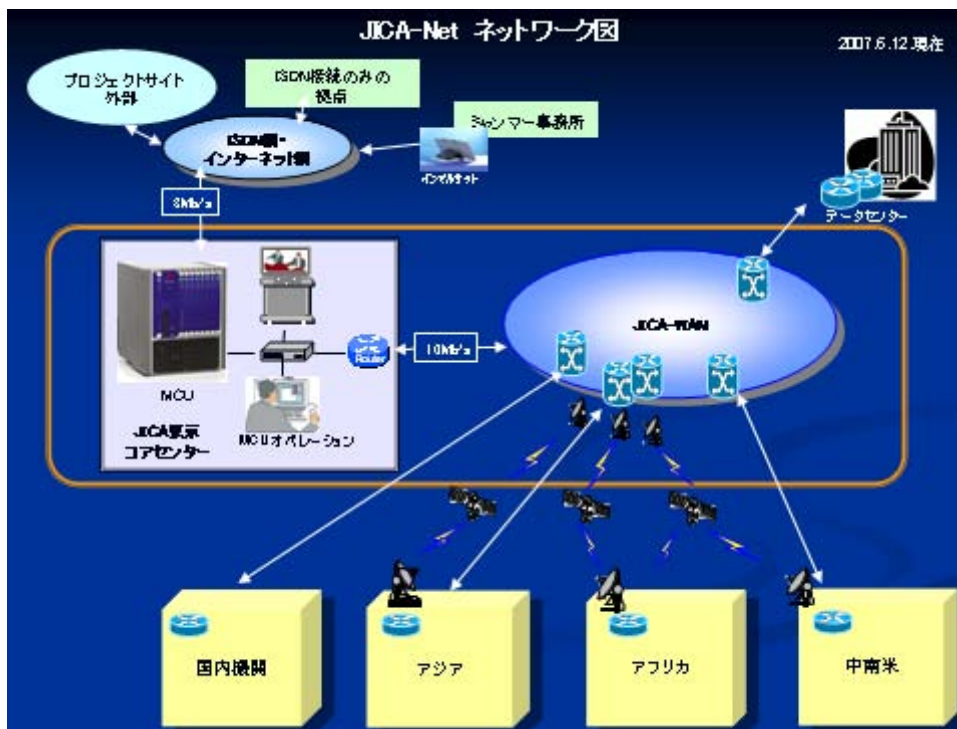 JICA-Net ネットワーク図
2007.6.12.現在
プロジェクトサイト
外部
ISDN接続のみの
拠点
ミャンマー事務所
ISDN網・
インターネット網
インマルサット
8Mb/s
データセンター
JICA-WAN
Router
10Mb/s
MCU
MCUオペレーション
JICA東京
コアセンター
国内機関
アジア
アフリカ
中南米